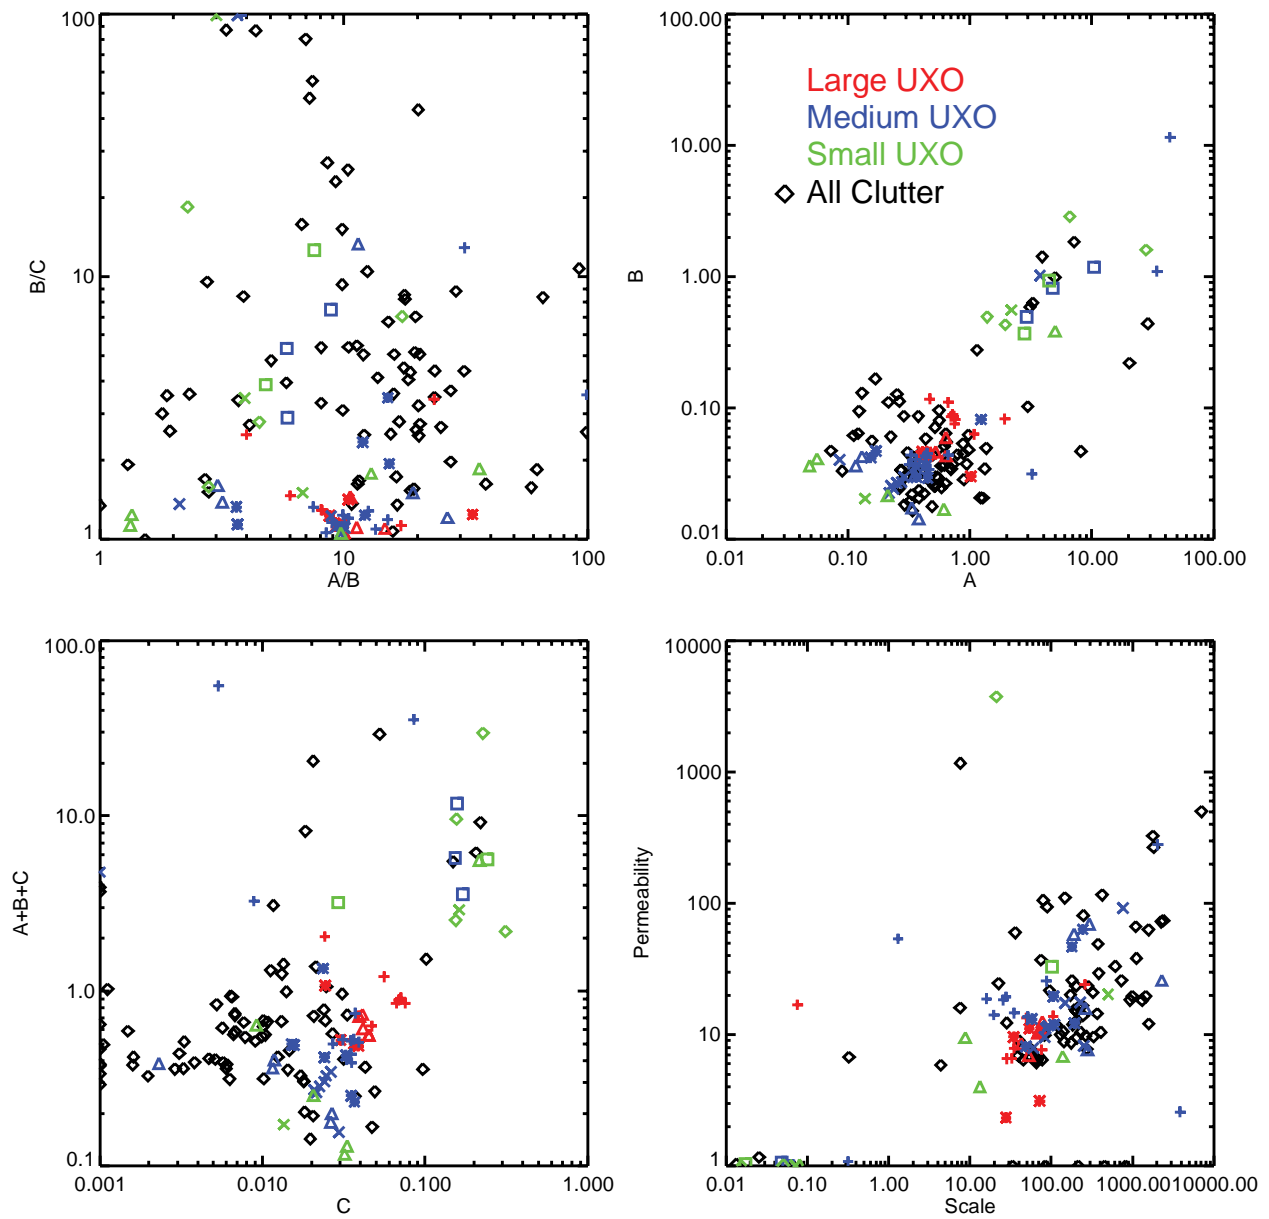 100
10
1
B/C
1 10 100
A/B
100.00
10.00
1.00
0.10
0.01
B
Large UXO
Medium UXO
Small UXO
All Clutter
0.01 0.10 1.00 10.00 100.00
A
100.0
10.0
1.0
0.1
A+B+C
0.001 0.010 0.100 1.000
C
10000
1000
100
10
1
Permeability
0.01 0.10 1.00 10.00 100.00 1000.00 10000.00
Scale